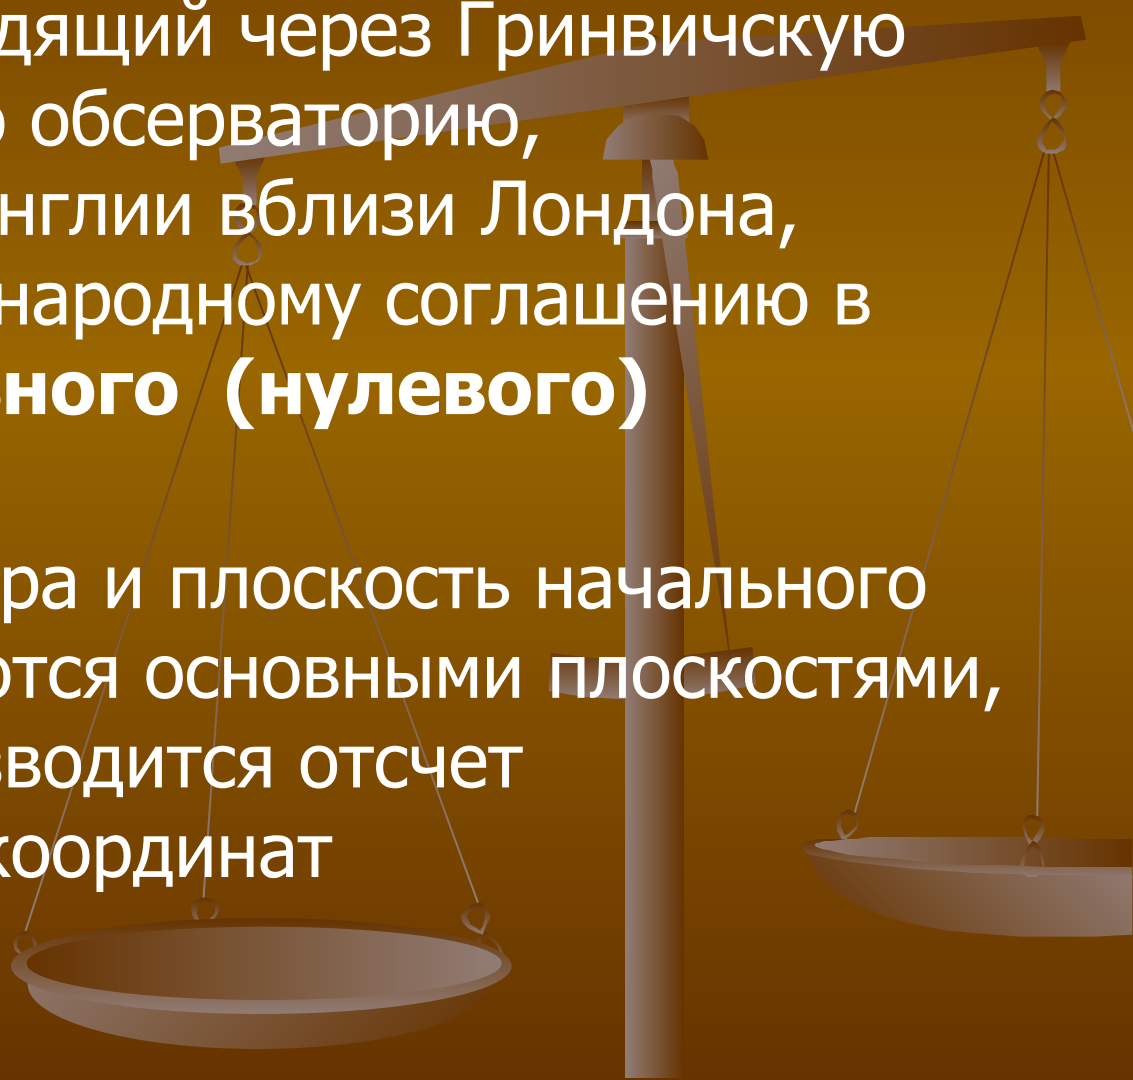 дящий через Гринвичскую
обсерваторию,
нглии вблизи Лондона,
народному соглашению в
ного (нулевого)
ра и плоскость начального
тся основными плоскостями,
водится отсчет
координат